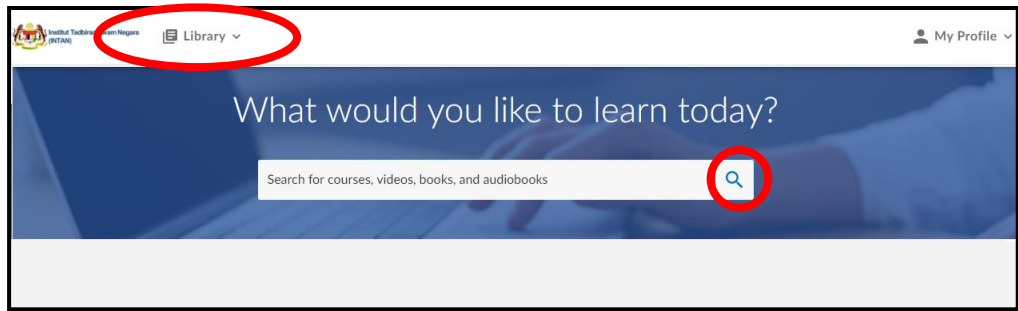 Institut Tadbiran Awam Negara
(INTAN)
Library
My Profile
What would you like to learn today?
Search for courses, videos, books, and audiobooks